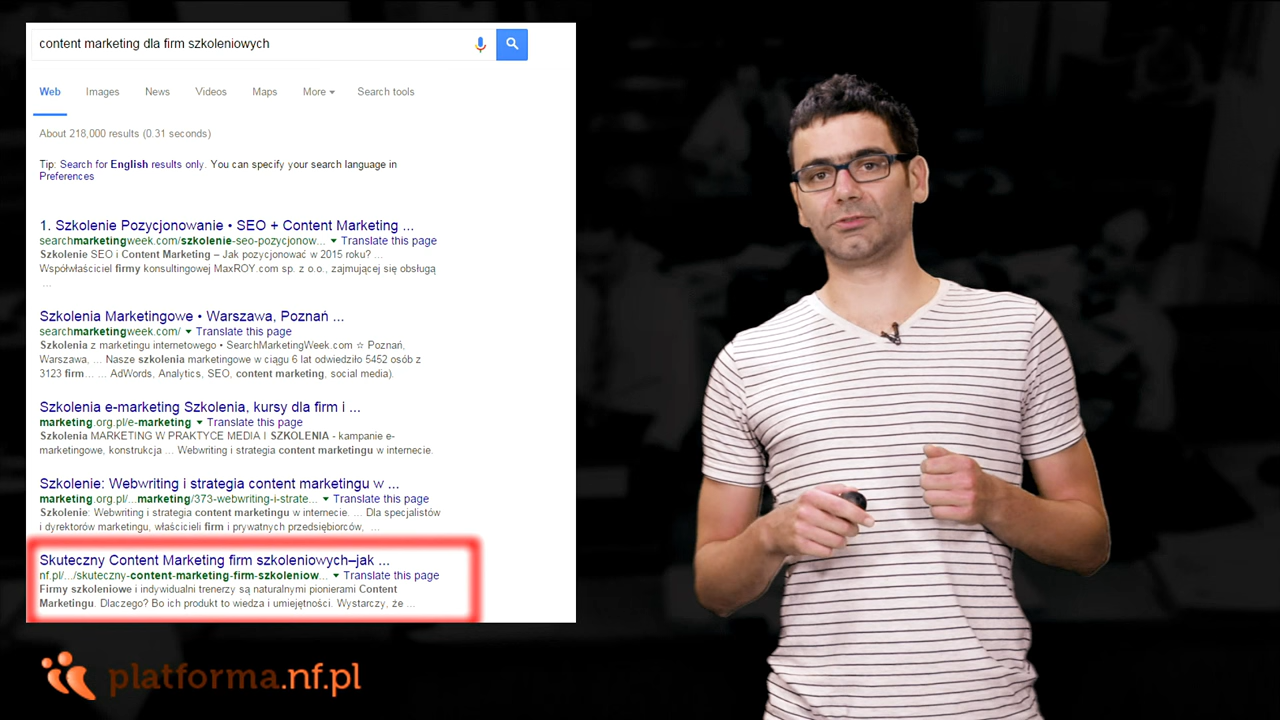 content marketing dla firm szkoleniowych
Web Images News Videos Maps More Search tools
About 218,000 results (0.31 seconds)
Tip: Search for English results only. You can specify your search language in
Preferences
1. Szkolenie Pozycjonowanie • SEO + Content Marketing ...
searchmarketingweek.com/szkolenie-seo-pozycjonow... Translate this page
Szkolenie SEO i Content Marketing – Jak pozycjonować w 2015 roku? ...
Współwłaściciel firmy konsultingowej MaxROY.com sp. z o.o., zajmującej się obsługą
...
Szkolenia Marketingowe • Warszawa, Poznań ...
searchmarketingweek.com/ Translate this page
Szkolenia z marketingu internetowego • SearchMarketingWeek.com ☆ Poznań,
Warszawa, ... Nasze szkolenia marketingowe w ciągu 6 lat odwiedziło 5452 osób z
3123 firm... ... AdWords, Analytics, SEO, content marketing, social media).
Szkolenia e-marketing Szkolenia, kursy dla firm i ...
marketing.org.pl/e-marketing Translate this page
Szkolenia MARKETING W PRAKTYCE MEDIA I SZKOLENIA - kampanie e-
marketingowe, konstrukcja ... Webwriting i strategia content marketingu w internecie.
Szkolenie: Webwriting i strategia content marketingu w ...
marketing.org.pl/...marketing/373-webwriting-i-strate... Translate this page
Szkolenie: Webwriting i strategia content marketingu w internecie. ... Dla specjalistów
i dyrektorów marketingu, właścicieli firm i prywatnych przedsiębiorców, ...
Skuteczny Content Marketing firm szkoleniowych–jak ...
nf.pl/.../skuteczny-content-marketing-firm-szkoleniow... Translate this page
Firmy szkoleniowe i indywidualni trenerzy są naturalnymi pionierami Content
Marketingu. Dlaczego? Bo ich produkt to wiedza i umiejętności. Wystarczy, że ...
platforma.nf.pl